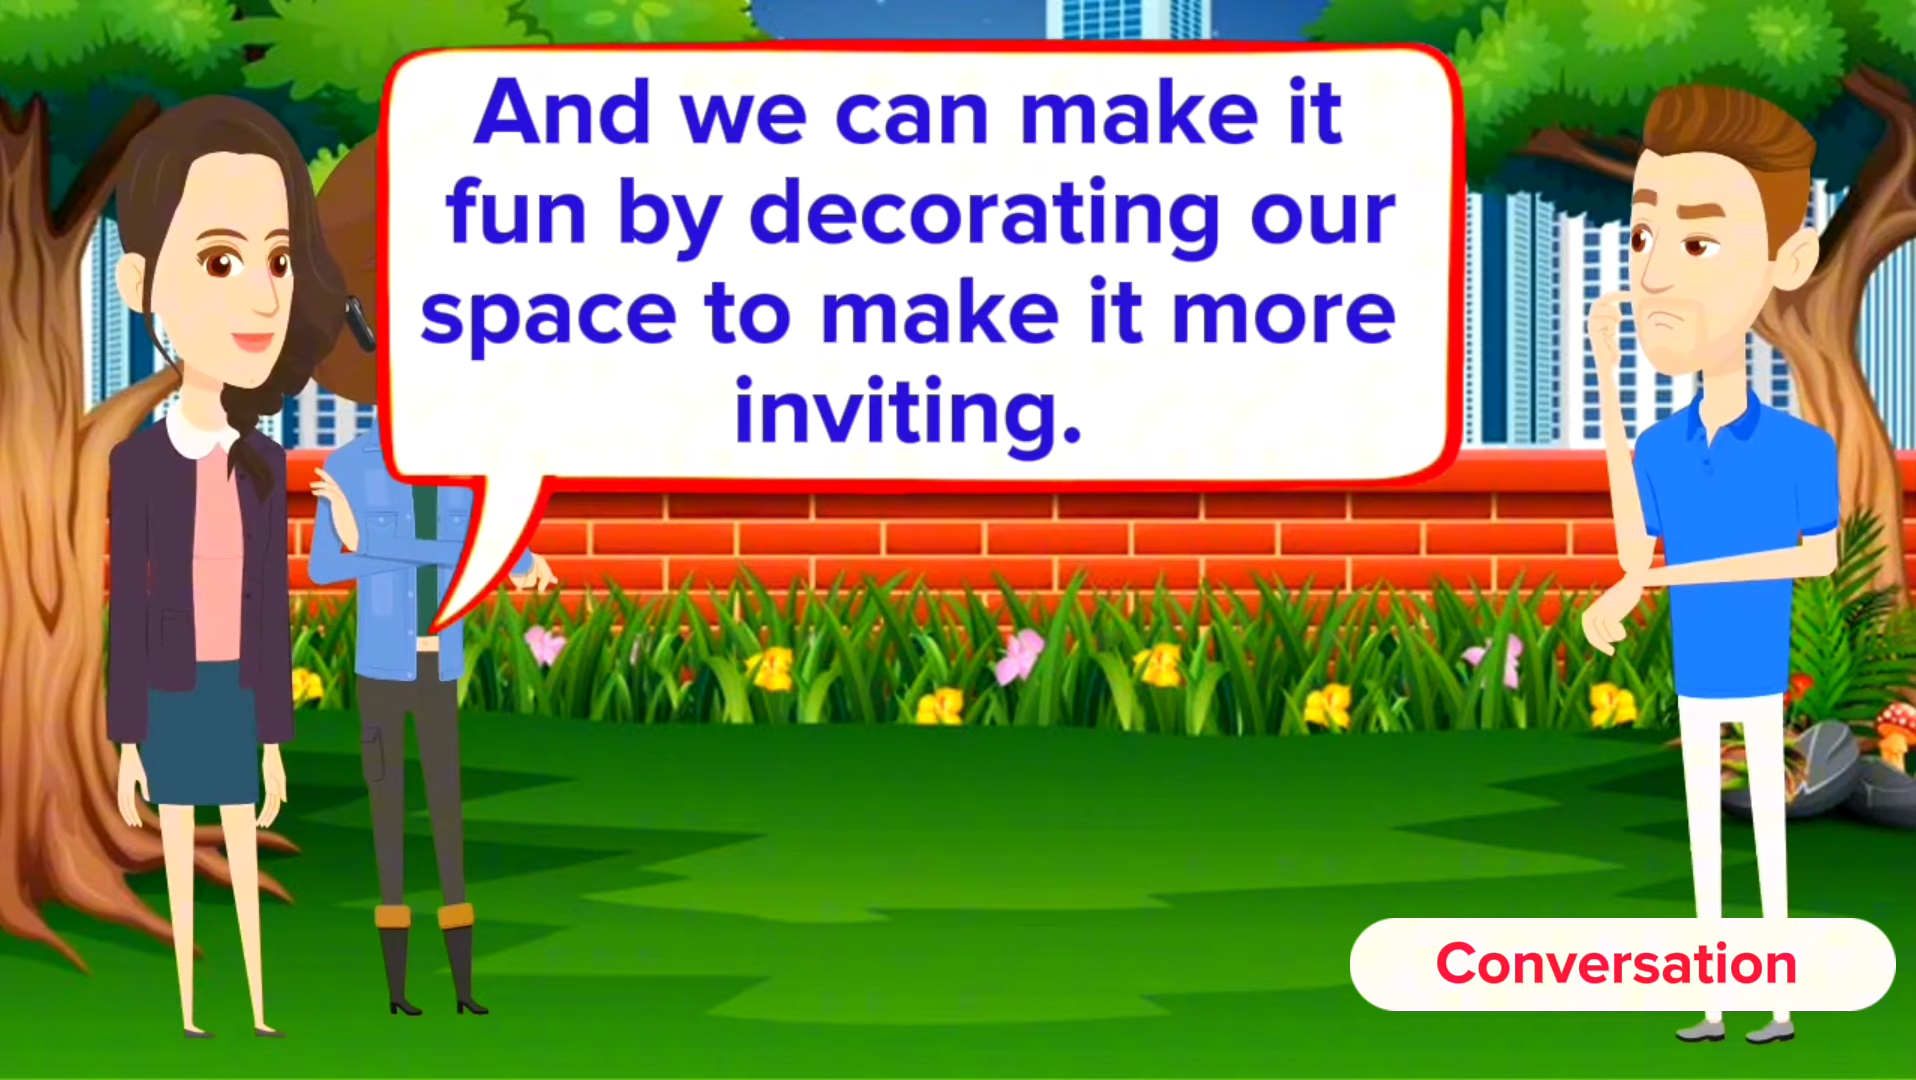 And we can make it
fun by decorating our
space to make it more
inviting.
Conversation